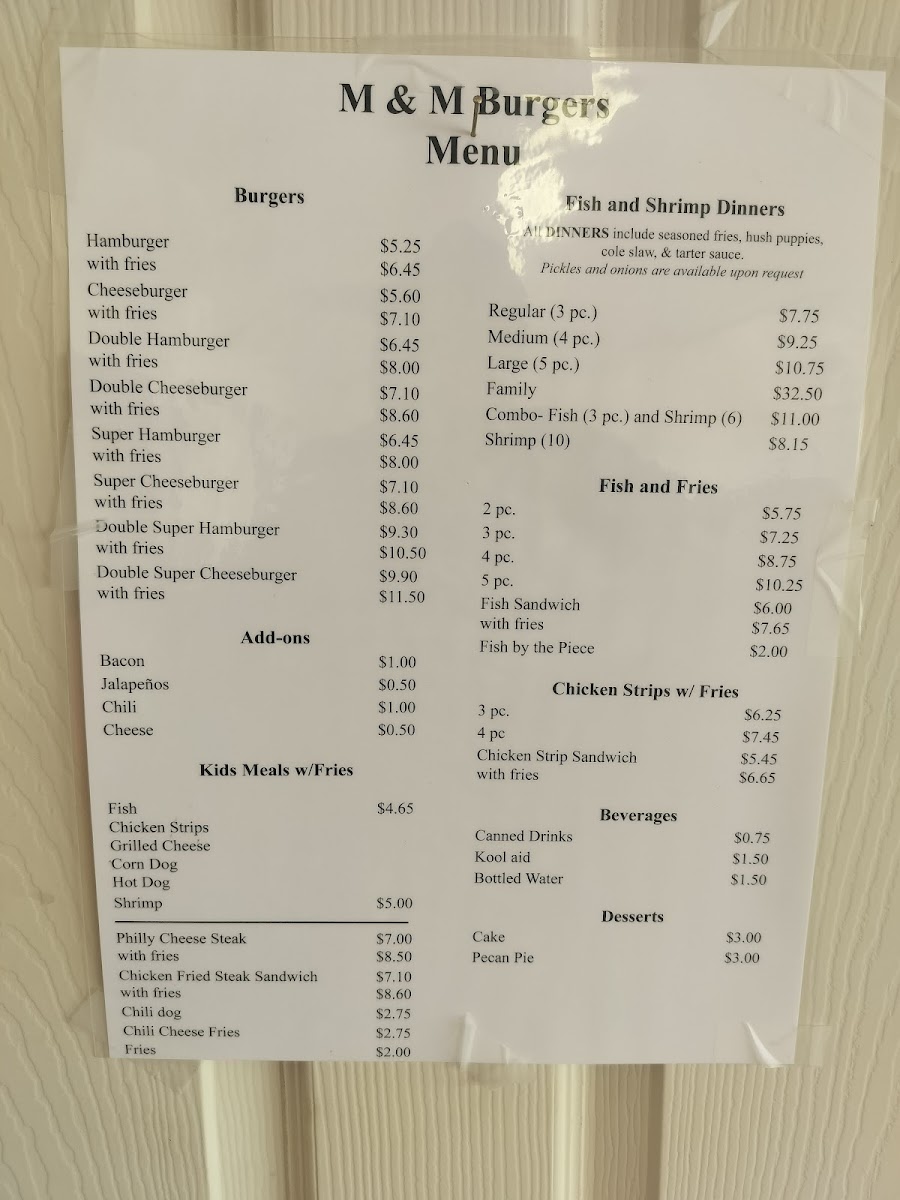 M & M Burgers
Menu
Burgers
Hamburger $5.25
with fries $6.45
Cheeseburger $5.60
with fries $7.10
Double Hamburger $6.45
with fries $8.00
Double Cheeseburger $7.10
with fries $8.60
Super Hamburger $6.45
with fries $8.00
Super Cheeseburger $7.10
with fries $8.60
Double Super Hamburger $9.30
with fries $10.50
Double Super Cheeseburger $9.90
with fries $11.50
Add-ons
Bacon $1.00
Jalapeños $0.50
Chili $1.00
Cheese $0.50
Kids Meals w/Fries
Fish $4.65
Chicken Strips
Grilled Cheese
Corn Dog
Hot Dog
Shrimp $5.00
Philly Cheese Steak $7.00
with fries $8.50
Chicken Fried Steak Sandwich $7.10
with fries $8.60
Chili dog $2.75
Chili Cheese Fries $2.75
Fries $2.00
Fish and Shrimp Dinners
All DINNERS include seasoned fries, hush puppies,
cole slaw, & tarter sauce.
Pickles and onions are available upon request
Regular (3 pc.) $7.75
Medium (4 pc.) $9.25
Large (5 pc.) $10.75
Family $32.50
Combo- Fish (3 pc.) and Shrimp (6) $11.00
Shrimp (10) $8.15
Fish and Fries
2 pc. $5.75
3 pc. $7.25
4 pc. $8.75
5 pc. $10.25
Fish Sandwich $6.00
with fries $7.65
Fish by the Piece $2.00
Chicken Strips w/ Fries
3 pc. $6.25
4 pc $7.45
Chicken Strip Sandwich $5.45
with fries $6.65
Beverages
Canned Drinks $0.75
Kool aid $1.50
Bottled Water $1.50
Desserts
Cake $3.00
Pecan Pie $3.00